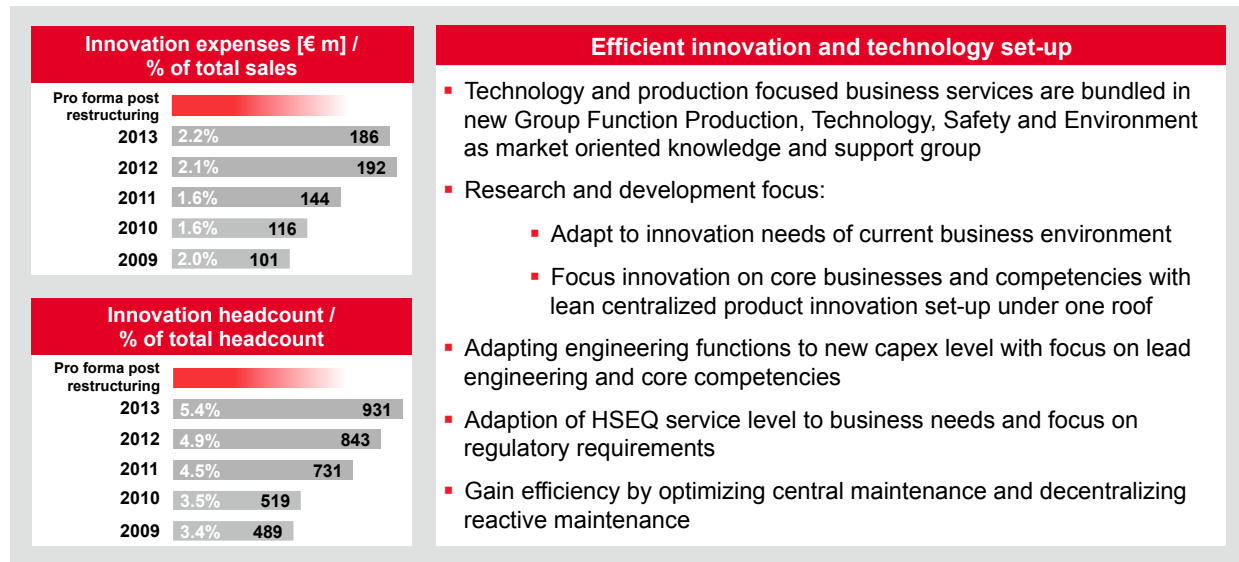 Innovation expenses [€ m] /
% of total sales
Pro forma post
restructuring
2013 2.2% 186
2012 2.1% 192
2011 1.6% 144
2010 1.6% 116
2009 2.0% 101
Innovation headcount /
% of total headcount
Pro forma post
restructuring
2013 5.4% 931
2012 4.9% 843
2011 4.5% 731
2010 3.5% 519
2009 3.4% 489
Efficient innovation and technology set-up
▪ Technology and production focused business services are bundled in
new Group Function Production, Technology, Safety and Environment
as market oriented knowledge and support group
▪ Research and development focus:
▪ Adapt to innovation needs of current business environment
▪ Focus innovation on core businesses and competencies with
lean centralized product innovation set-up under one roof
▪ Adapting engineering functions to new capex level with focus on lead
engineering and core competencies
▪ Adaption of HSEQ service level to business needs and focus on
regulatory requirements
▪ Gain efficiency by optimizing central maintenance and decentralizing
reactive maintenance